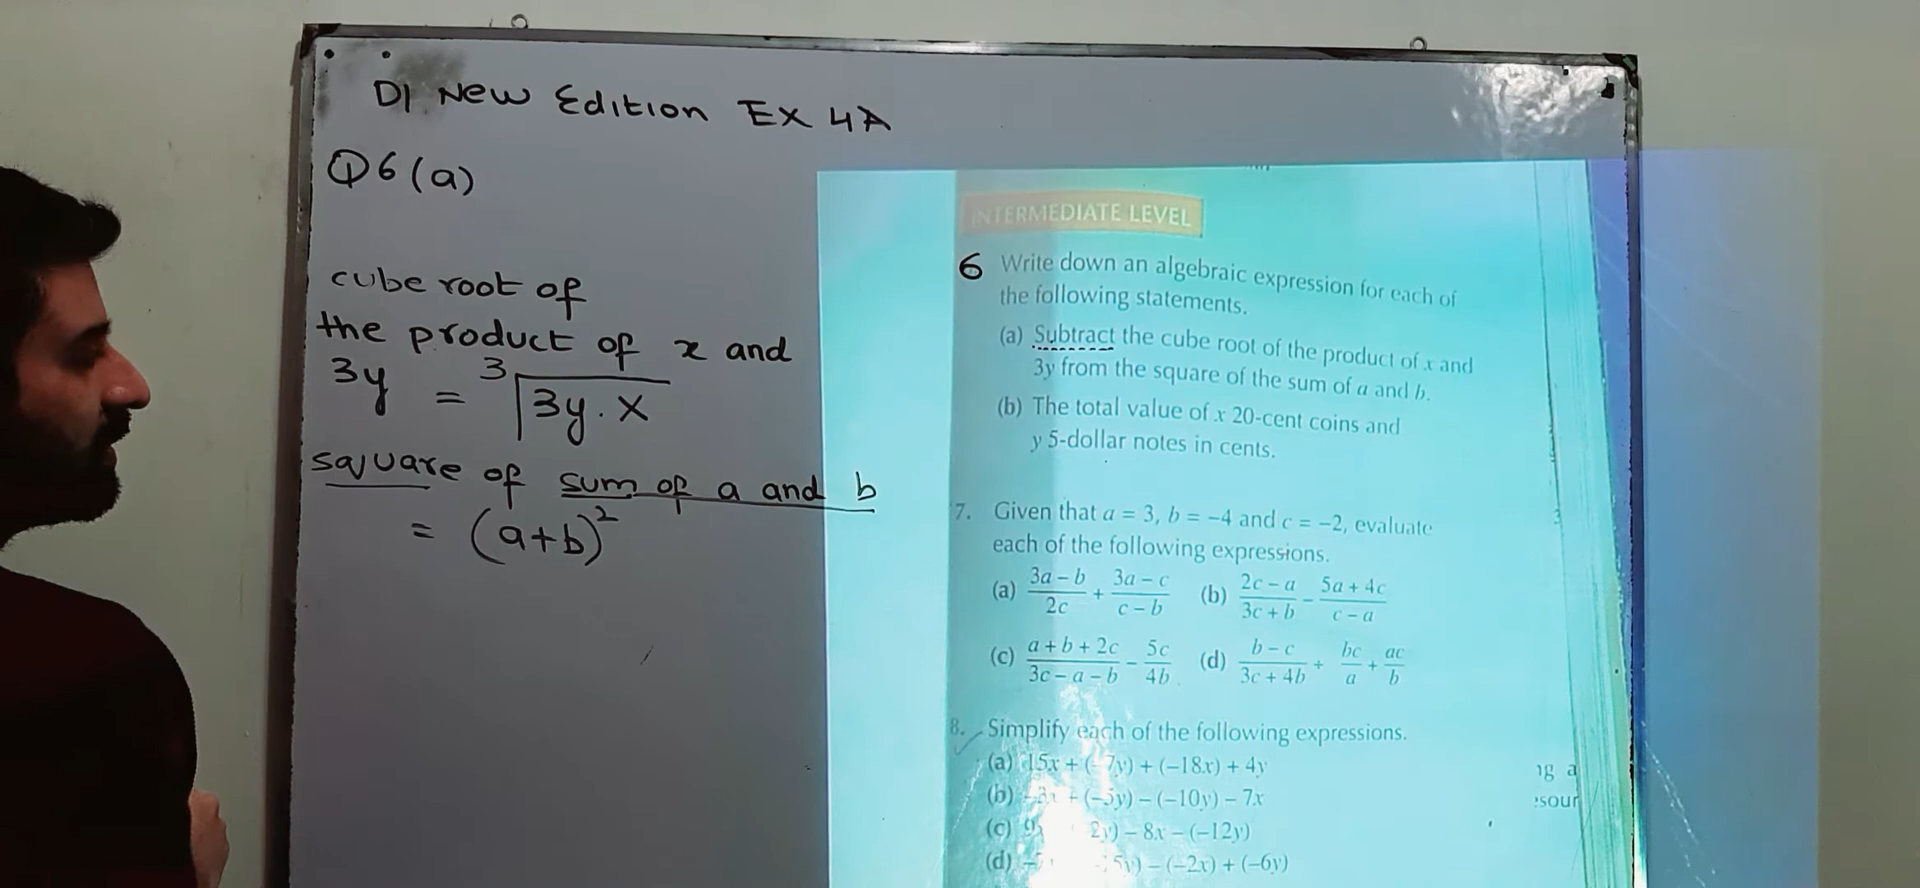 D1 New Edition EX 4A
Q6(a)
cube root of
the product of x and
3y = ∛(3y.x)
square of sum of a and b
= (a+b)²
INTERMEDIATE LEVEL
6 Write down an algebraic expression for each of
the following statements.
(a) Subtract the cube root of the product of x and
3y from the square of the sum of a and b.
(b) The total value of x 20-cent coins and
y 5-dollar notes in cents.
7. Given that a = 3, b = −4 and c = −2, evaluate
each of the following expressions.
(a) (3a − b)/(2c) + (3a − c)/(c − b) (b) (2c − a)/(3c + b) − (5a + 4c)/(c − a)
(c) (a + b + 2c)/(3c − a − b) − 5c/4b (d) (b − c)/(3c + 4b) + bc/a + ac/b
8. Simplify each of the following expressions.
(a) 15x + (−7y) + (−18x) + 4y
(b) + (−5y) − (−10y) − 7x
(c) 2y) − 8x − (−12y)
(d) 5y) − (−2x) + (−6y)